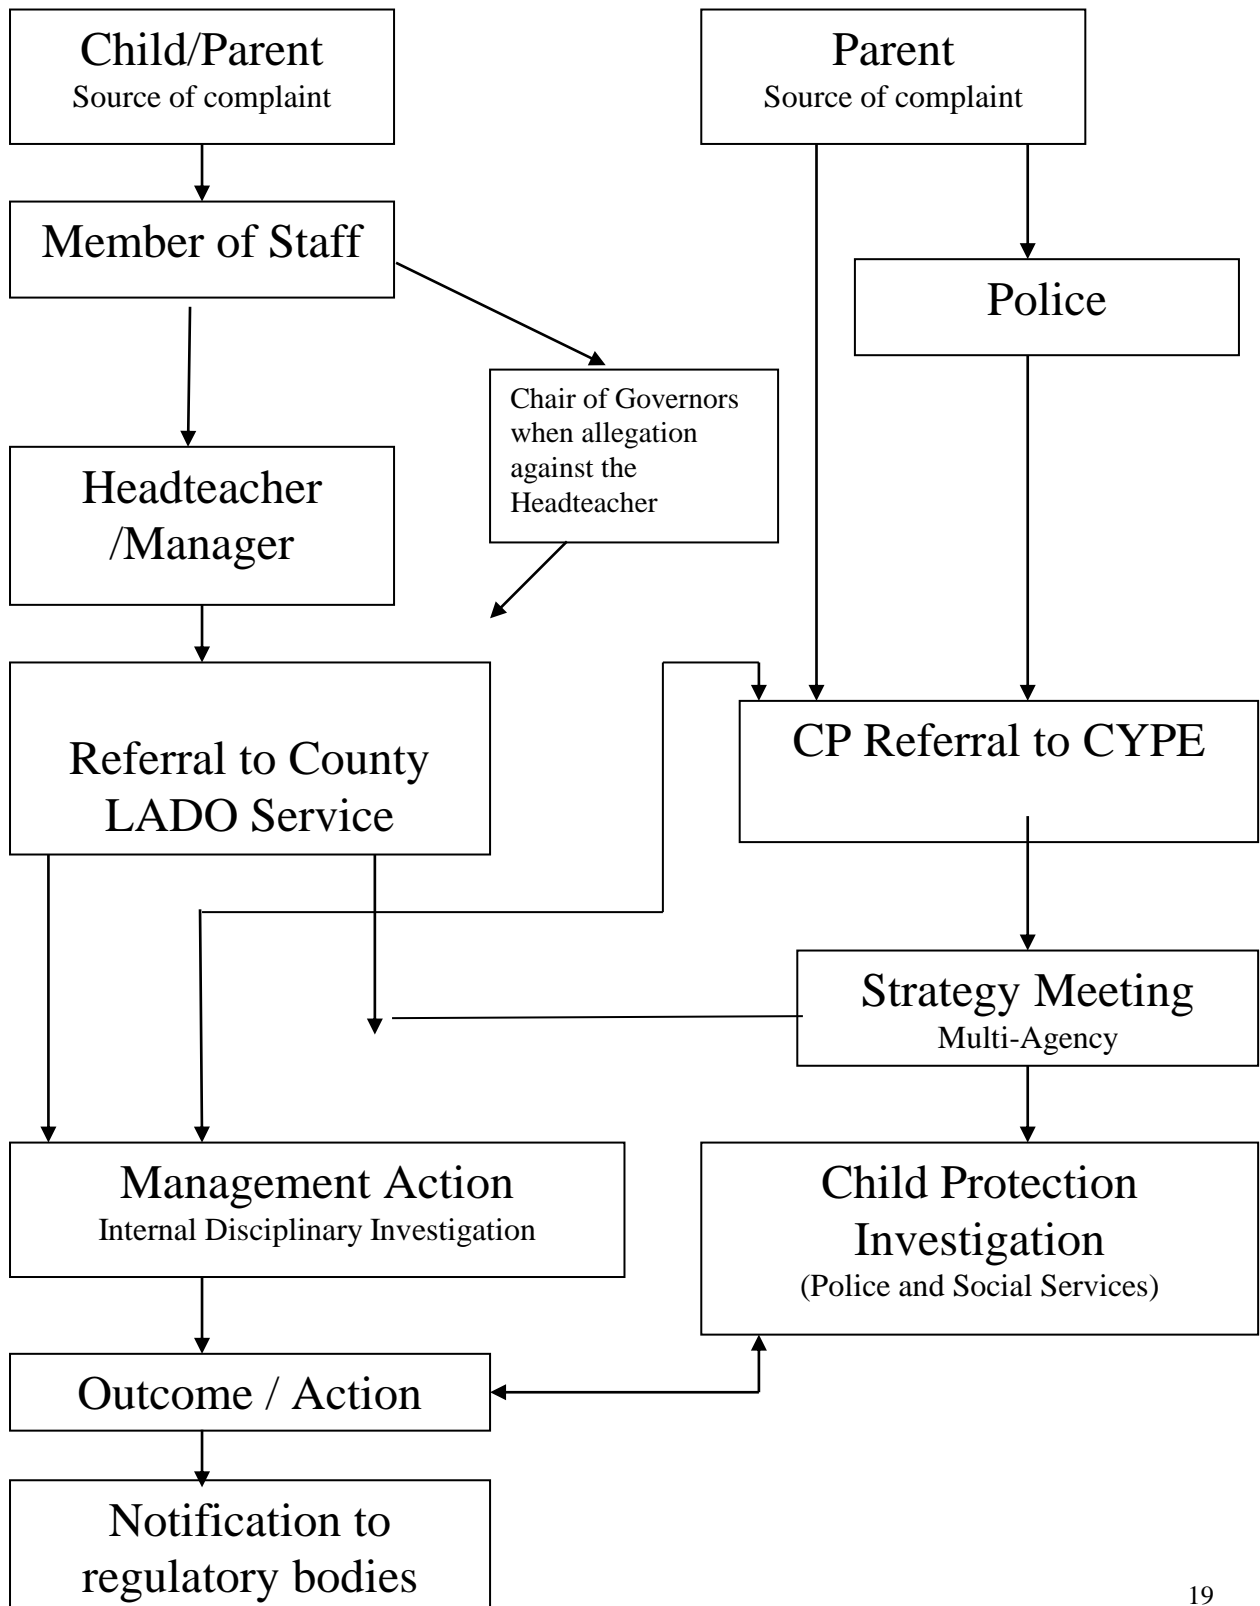 Child/Parent
Source of complaint
Parent
Source of complaint
Member of Staff
Police
Chair of Governors
when allegation
against the
Headteacher
Headteacher
/Manager
Referral to County
LADO Service
CP Referral to CYPE
Strategy Meeting
Multi-Agency
Management Action
Internal Disciplinary Investigation
Child Protection
Investigation
(Police and Social Services)
Outcome / Action
Notification to
regulatory bodies
19